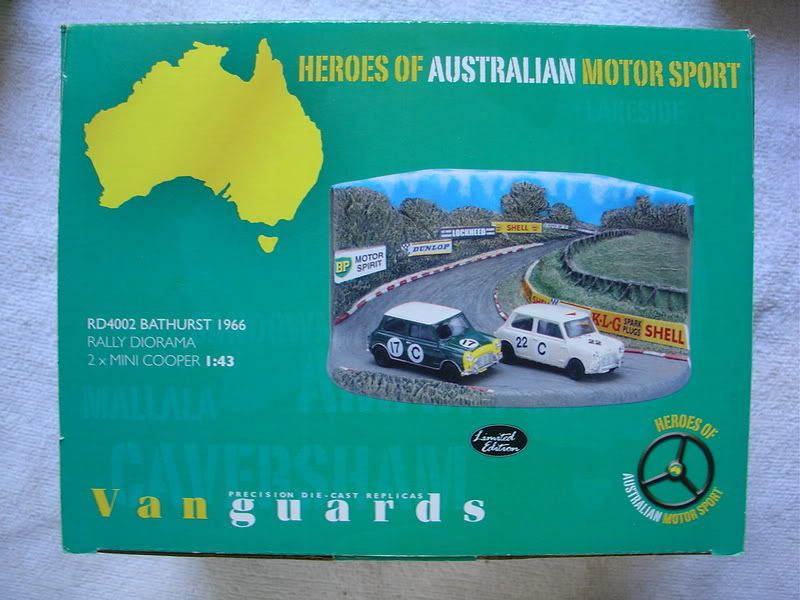 HEROES OF AUSTRALIAN MOTOR SPORT
LAKESIDE
LOCKHEED
SHELL
DUNLOP
BP
MOTOR
SPIRIT
SHELL
K·L·G SPARK PLUGS SHELL
17 C
17
22 C
RD4002 BATHURST 1966
RALLY DIORAMA
2 x MINI COOPER 1:43
CAVERSHAM
Limited
Edition
PRECISION DIE-CAST REPLICAS
Vanguards
HEROES OF
AUSTRALIAN MOTOR SPORT